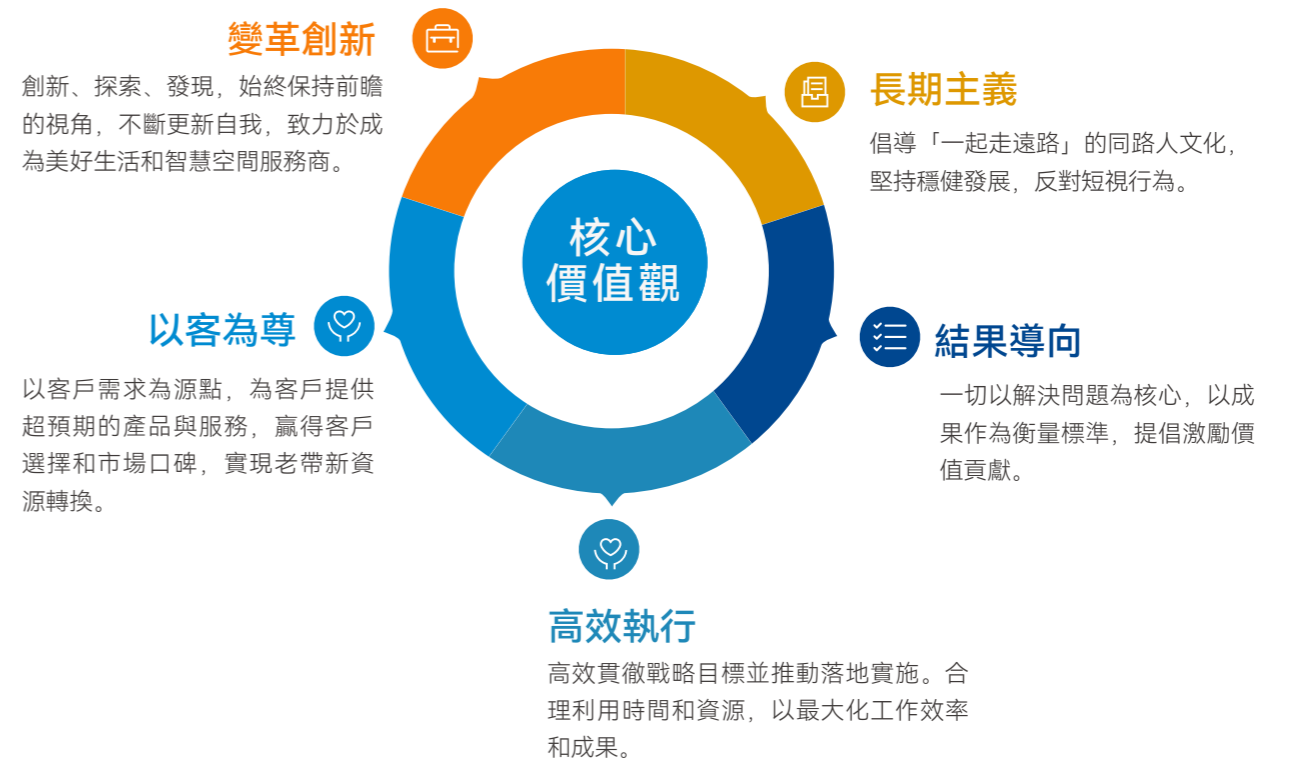 核心
價值觀
變革創新
創新、探索、發現，始終保持前瞻
的視角，不斷更新自我，致力於成
為美好生活和智慧空間服務商。
長期主義
倡導「一起走遠路」的同路人文化，
堅持穩健發展，反對短視行為。
以客為尊
以客戶需求為源點，為客戶提供
超預期的產品與服務，贏得客戶
選擇和市場口碑，實現老帶新資
源轉換。
結果導向
一切以解決問題為核心，以成
果作為衡量標準，提倡激勵價
值貢獻。
高效執行
高效貫徹戰略目標並推動落地實施。合
理利用時間和資源，以最大化工作效率
和成果。